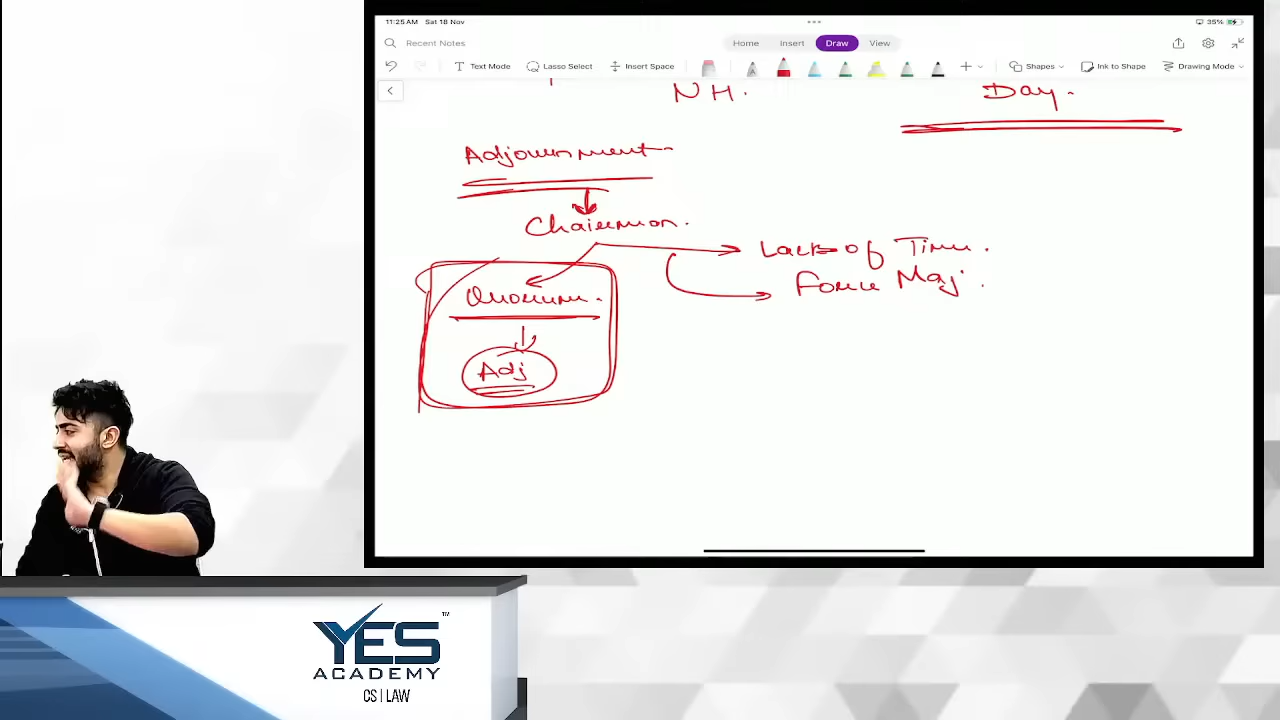 11:25 AM Sat 18 Nov
35%
Recent Notes
Home Insert Draw View
Text Mode Lasso Select Insert Space Shapes Ink to Shape Drawing Mode
NH. Day.
Adjournment
Chairman.
Lack of Time.
Force Maj.
Quorum.
Adj
YES
TM
ACADEMY
CS | LAW